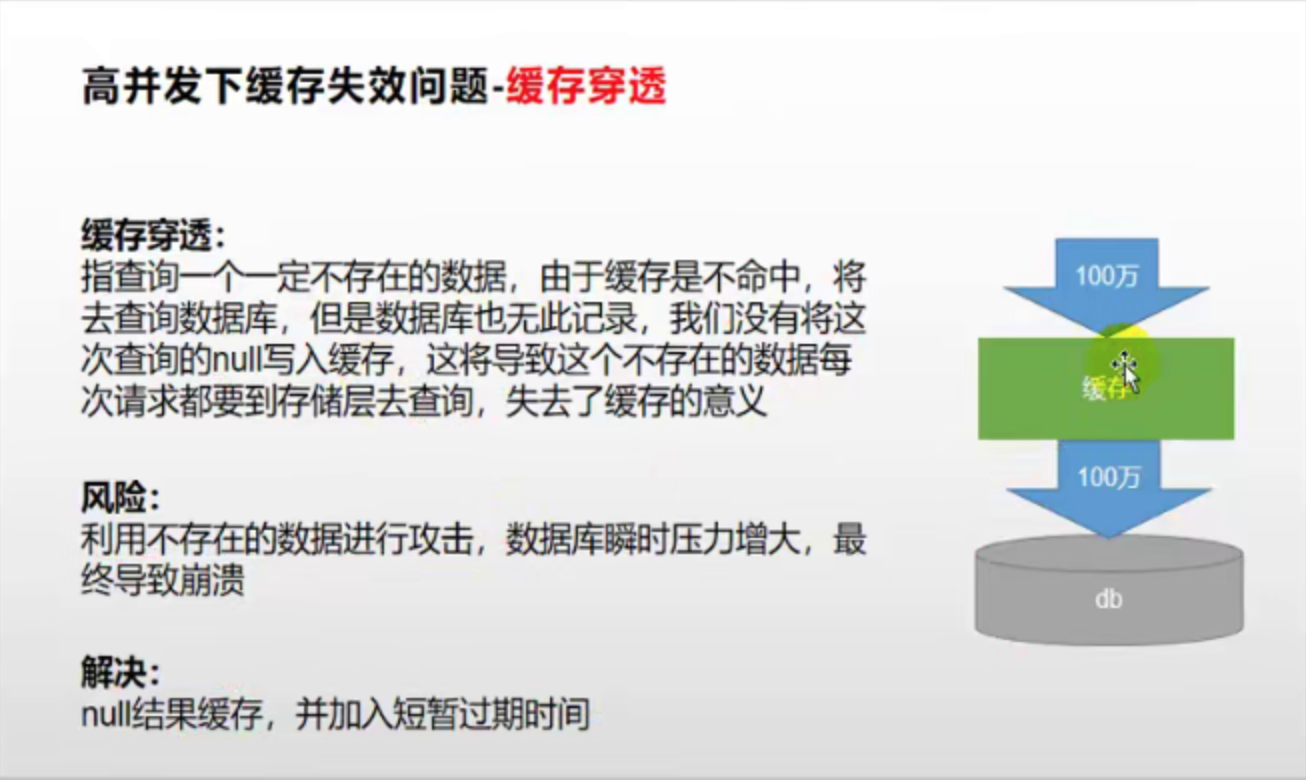 高并发下缓存失效问题-缓存穿透
缓存穿透：
指查询一个一定不存在的数据，由于缓存是不命中，将
去查询数据库，但是数据库也无此记录，我们没有将这
次查询的null写入缓存，这将导致这个不存在的数据每
次请求都要到存储层去查询，失去了缓存的意义
风险：
利用不存在的数据进行攻击，数据库瞬时压力增大，最
终导致崩溃
解决：
null结果缓存，并加入短暂过期时间
100万
缓存
100万
db